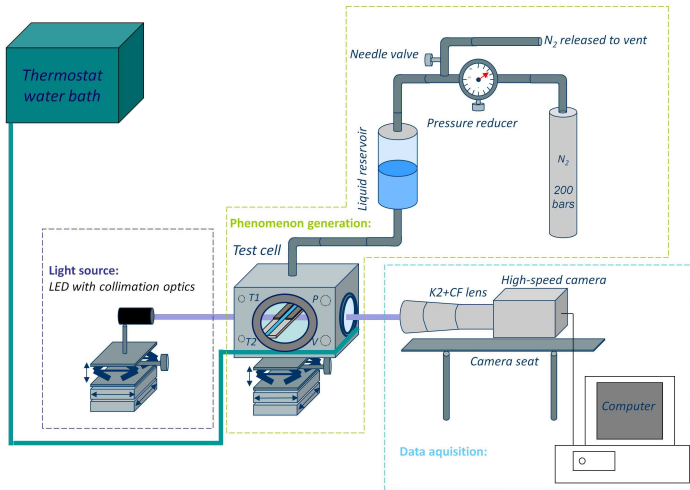 Thermostat
water bath
Needle valve
N2 released to vent
Pressure reducer
Liquid reservoir
N2
200
bars
Phenomenon generation:
Test cell
Light source:
LED with collimation optics
T1
P
T2
V
High-speed camera
K2+CF lens
Camera seat
Computer
Data aquisition: